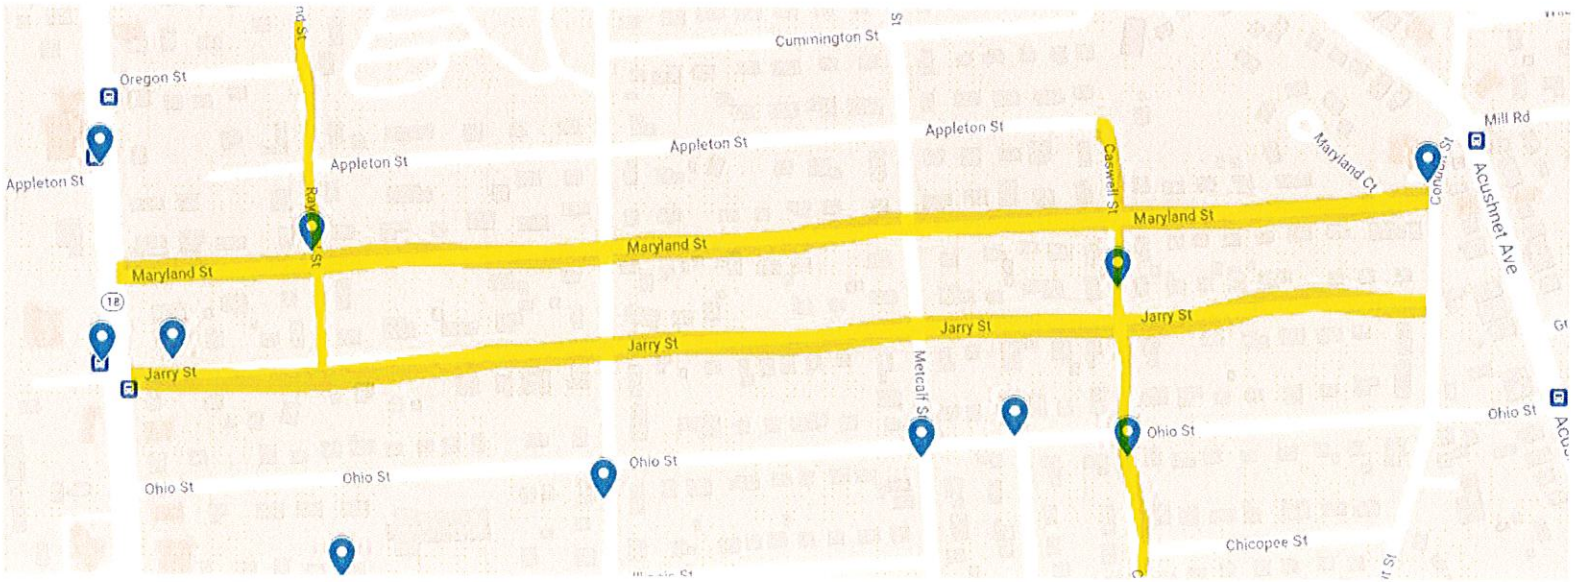 St
Cummington St
Oregon St
Appleton St
Appleton St
Appleton St
Mill Rd
Appleton St
Maryland Ct
Caswell St
Acushnet Ave
Maryland St
Maryland St
Maryland St
St
18
Jarry St
Jarry St
Jarry St
Jarry St
Metcalf St
Ohio St
Ohio St
Ohio St
Ohio St
Ohio St
Chicopee St